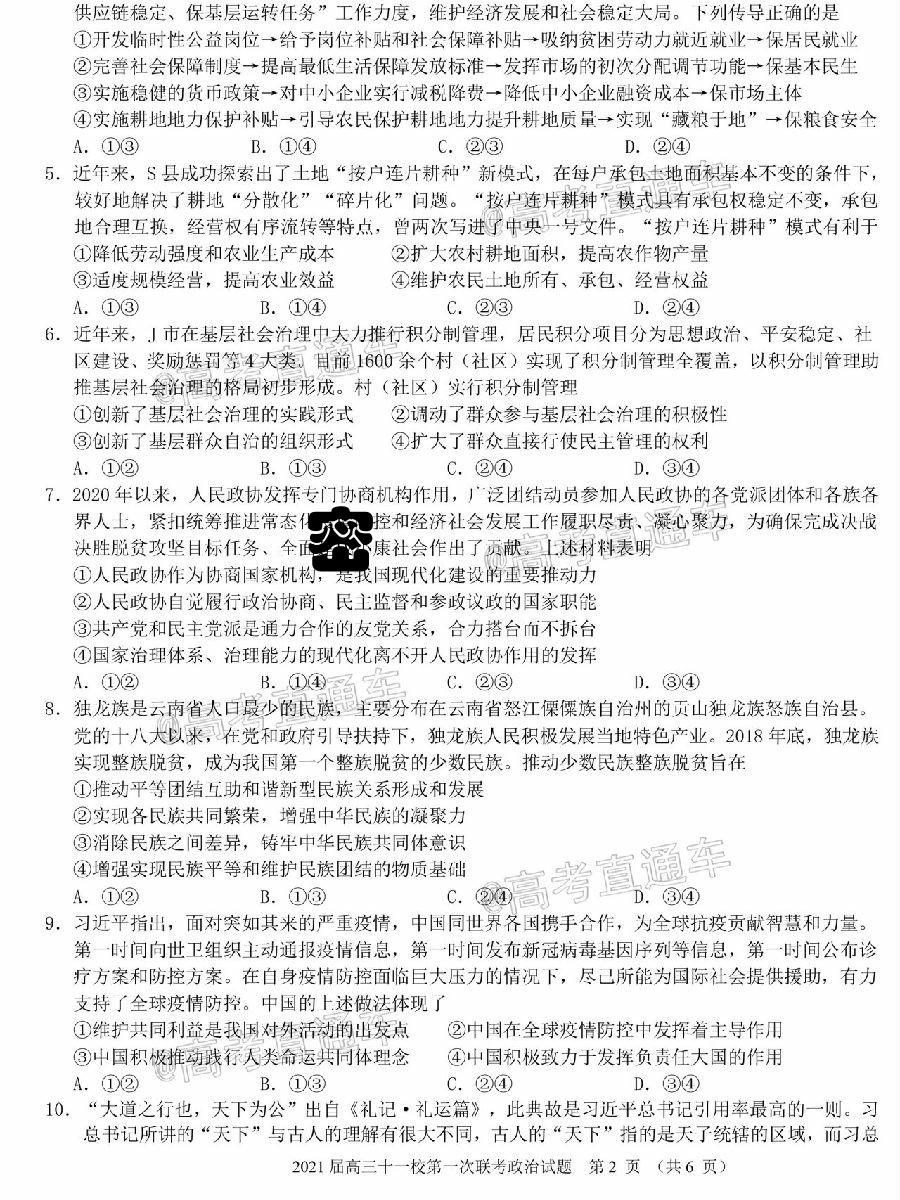 供应链稳定、保基层运转任务”工作力度，维护经济发展和社会稳定大局。下列传导正确的是
①开发临时性公益岗位→给予岗位补贴和社会保障补贴→吸纳贫困劳动力就近就业→保居民就业
②完善社会保障制度→提高最低生活保障发放标准→发挥市场的初次分配调节功能→保基本民生
③实施稳健的货币政策→对中小企业实行减税降费→降低中小企业融资成本→保市场主体
④实施耕地地力保护补贴→引导农民保护耕地地力提升耕地质量→实现“藏粮于地”→保粮食安全
A．①③ B．①④ C．②③ D．②④
5．近年来，S 县成功探索出了土地“按户连片耕种”新模式，在每户承包土地面积基本不变的条件下，
较好地解决了耕地“分散化”“碎片化”问题。“按户连片耕种”模式具有承包权稳定不变，承包
地合理互换，经营权有序流转等特点，曾两次写进了中央一号文件。“按户连片耕种”模式有利于
①降低劳动强度和农业生产成本 ②扩大农村耕地面积，提高农作物产量
③适度规模经营，提高农业效益 ④维护农民土地所有、承包、经营权益
A．①③ B．①④ C．②③ D．②④
6．近年来，J 市在基层社会治理中大力推行积分制管理，居民积分项目分为思想政治、平安稳定、社
区建设、奖励惩罚等 4 大类。目前 1600 余个村（社区）实现了积分制管理全覆盖，以积分制管理助
推基层社会治理的格局初步形成。村（社区）实行积分制管理
①创新了基层社会治理的实践形式 ②调动了群众参与基层社会治理的积极性
③创新了基层群众自治的组织形式 ④扩大了群众直接行使民主管理的权利
A．①② B．①③ C．②④ D．③④
7．2020 年以来，人民政协发挥专门协商机构作用，广泛团结动员参加人民政协的各党派团体和各族各
界人士，紧扣统筹推进常态化 控和经济社会发展工作履职尽责、凝心聚力，为确保完成决战
决胜脱贫攻坚目标任务、全面 康社会作出了贡献。上述材料表明
①人民政协作为协商国家机构，是我国现代化建设的重要推动力
②人民政协自觉履行政治协商、民主监督和参政议政的国家职能
③共产党和民主党派是通力合作的友党关系，合力搭台而不拆台
④国家治理体系、治理能力的现代化离不开人民政协作用的发挥
A．①② B．①④ C．②③ D．③④
8．独龙族是云南省人口最少的民族，主要分布在云南省怒江傈僳族自治州的贡山独龙族怒族自治县。
党的十八大以来，在党和政府引导扶持下，独龙族人民积极发展当地特色产业。2018 年底，独龙族
实现整族脱贫，成为我国第一个整族脱贫的少数民族。推动少数民族整族脱贫旨在
①推动平等团结互助和谐新型民族关系形成和发展
②实现各民族共同繁荣，增强中华民族的凝聚力
③消除民族之间差异，铸牢中华民族共同体意识
④增强实现民族平等和维护民族团结的物质基础
A．①② B．①③ C．②④ D．③④
9．习近平指出，面对突如其来的严重疫情，中国同世界各国携手合作，为全球抗疫贡献智慧和力量。
第一时间向世卫组织主动通报疫情信息，第一时间发布新冠病毒基因序列等信息，第一时间公布诊
疗方案和防控方案。在自身疫情防控面临巨大压力的情况下，尽己所能为国际社会提供援助，有力
支持了全球疫情防控。中国的上述做法体现了
①维护共同利益是我国对外活动的出发点 ②中国在全球疫情防控中发挥着主导作用
③中国积极推动践行人类命运共同体理念 ④中国积极致力于发挥负责任大国的作用
A．①② B．①③ C．②④ D．③④
10．“大道之行也，天下为公”出自《礼记·礼运篇》，此典故是习近平总书记引用率最高的一则。习
总书记所讲的“天下”与古人的理解有很大不同，古人的“天下”指的是天子统辖的区域，而习总
2021 届高三十一校第一次联考政治试题 第 2 页 （共 6 页）
@高考直通车
@高考直通车
@高考直通车
@高考直通车
@高考直通车
@高考直通车